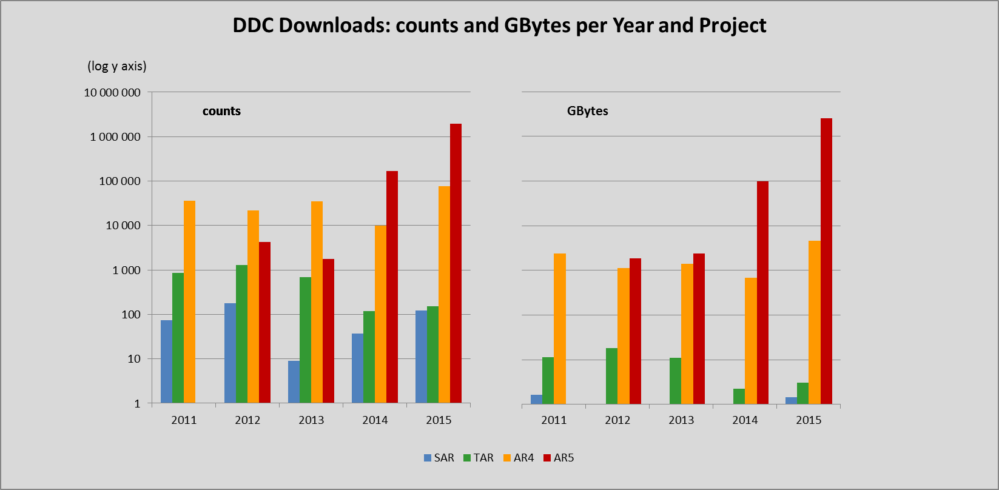 DDC Downloads: counts and GBytes per Year and Project
(log y axis)
10 000 000
1 000 000
100 000
10 000
1 000
100
10
1
counts
2011 2012 2013 2014 2015
GBytes
2011 2012 2013 2014 2015
SAR TAR AR4 AR5